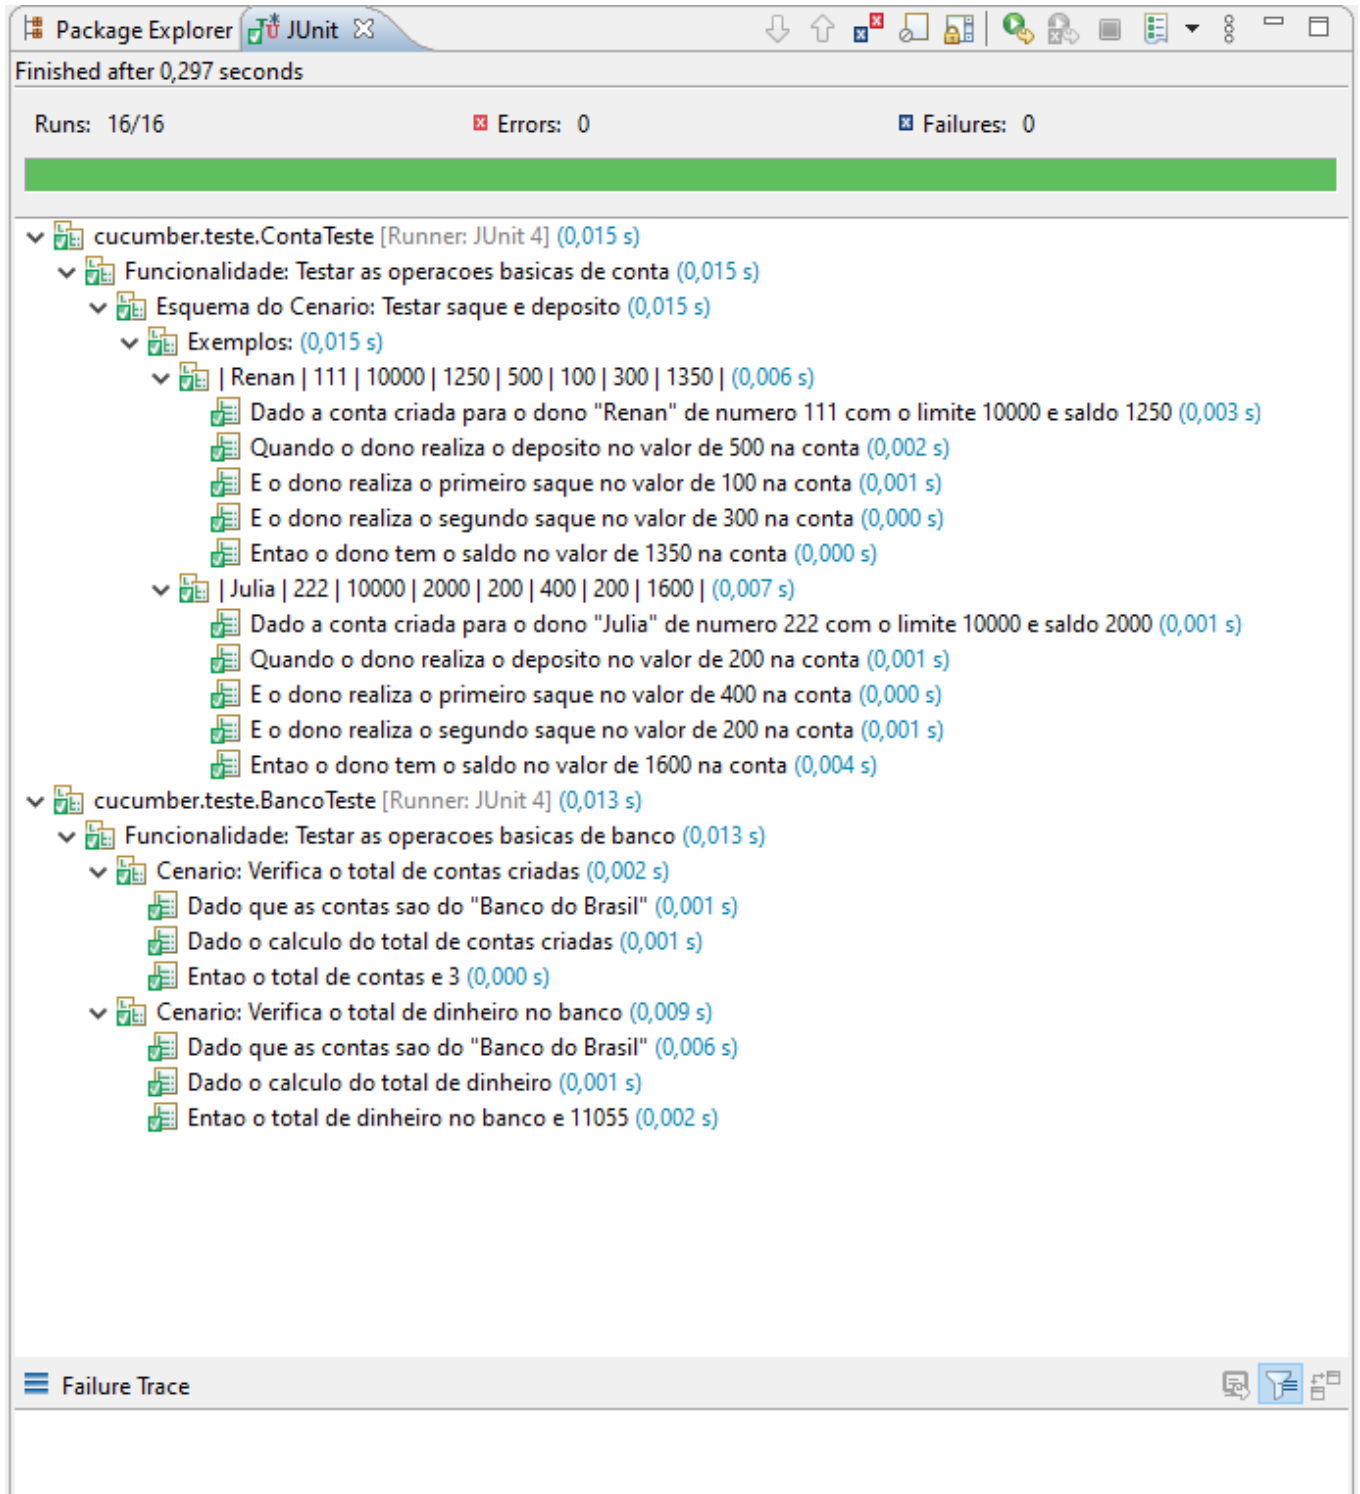 Package Explorer JUnit
Finished after 0,297 seconds
Runs: 16/16 Errors: 0 Failures: 0
cucumber.teste.ContaTeste [Runner: JUnit 4] (0,015 s)
Funcionalidade: Testar as operacoes basicas de conta (0,015 s)
Esquema do Cenario: Testar saque e deposito (0,015 s)
Exemplos: (0,015 s)
| Renan | 111 | 10000 | 1250 | 500 | 100 | 300 | 1350 | (0,006 s)
Dado a conta criada para o dono "Renan" de numero 111 com o limite 10000 e saldo 1250 (0,003 s)
Quando o dono realiza o deposito no valor de 500 na conta (0,002 s)
E o dono realiza o primeiro saque no valor de 100 na conta (0,001 s)
E o dono realiza o segundo saque no valor de 300 na conta (0,000 s)
Entao o dono tem o saldo no valor de 1350 na conta (0,000 s)
| Julia | 222 | 10000 | 2000 | 200 | 400 | 200 | 1600 | (0,007 s)
Dado a conta criada para o dono "Julia" de numero 222 com o limite 10000 e saldo 2000 (0,001 s)
Quando o dono realiza o deposito no valor de 200 na conta (0,001 s)
E o dono realiza o primeiro saque no valor de 400 na conta (0,000 s)
E o dono realiza o segundo saque no valor de 200 na conta (0,001 s)
Entao o dono tem o saldo no valor de 1600 na conta (0,004 s)
cucumber.teste.BancoTeste [Runner: JUnit 4] (0,013 s)
Funcionalidade: Testar as operacoes basicas de banco (0,013 s)
Cenario: Verifica o total de contas criadas (0,002 s)
Dado que as contas sao do "Banco do Brasil" (0,001 s)
Dado o calculo do total de contas criadas (0,001 s)
Entao o total de contas e 3 (0,000 s)
Cenario: Verifica o total de dinheiro no banco (0,009 s)
Dado que as contas sao do "Banco do Brasil" (0,006 s)
Dado o calculo do total de dinheiro (0,001 s)
Entao o total de dinheiro no banco e 11055 (0,002 s)
Failure Trace